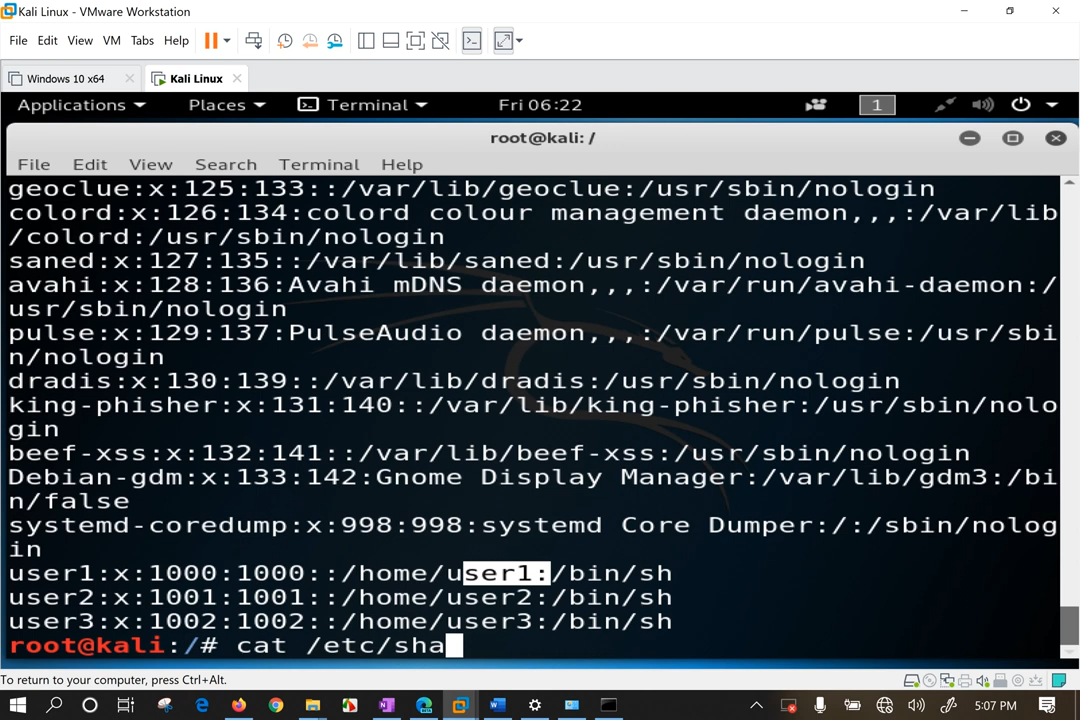 Kali Linux - VMware Workstation
File Edit View VM Tabs Help
Windows 10 x64 Kali Linux
Applications Places Terminal Fri 06:22 1
root@kali: /
File Edit View Search Terminal Help
geoclue:x:125:133::/var/lib/geoclue:/usr/sbin/nologin
colord:x:126:134:colord colour management daemon,,,:/var/lib
/colord:/usr/sbin/nologin
saned:x:127:135::/var/lib/saned:/usr/sbin/nologin
avahi:x:128:136:Avahi mDNS daemon,,,:/var/run/avahi-daemon:/
usr/sbin/nologin
pulse:x:129:137:PulseAudio daemon,,,:/var/run/pulse:/usr/sbi
n/nologin
dradis:x:130:139::/var/lib/dradis:/usr/sbin/nologin
king-phisher:x:131:140::/var/lib/king-phisher:/usr/sbin/nolo
gin
beef-xss:x:132:141::/var/lib/beef-xss:/usr/sbin/nologin
Debian-gdm:x:133:142:Gnome Display Manager:/var/lib/gdm3:/bi
n/false
systemd-coredump:x:998:998:systemd Core Dumper:/:/sbin/nolog
in
user1:x:1000:1000::/home/user1:/bin/sh
user2:x:1001:1001::/home/user2:/bin/sh
user3:x:1002:1002::/home/user3:/bin/sh
root@kali:/# cat /etc/sha
To return to your computer, press Ctrl+Alt.
5:07 PM